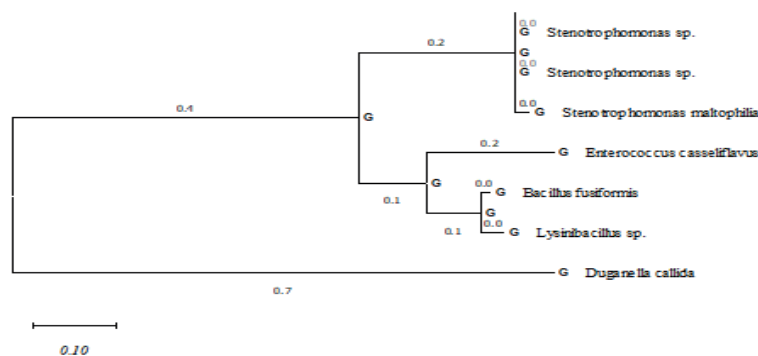 0.0
G Stenotrophomonas sp.
0.2
G
0.0
G Stenotrophomonas sp.
0.0
G Stenotrophomonas maltophilia
0.4
G
0.2
G Enterococcus casseliflavus
G
0.0
G Bacillus fusiformis
0.1
G
0.0
0.1
G Lysinibacillus sp.
G Duganella callida
0.7
0.10